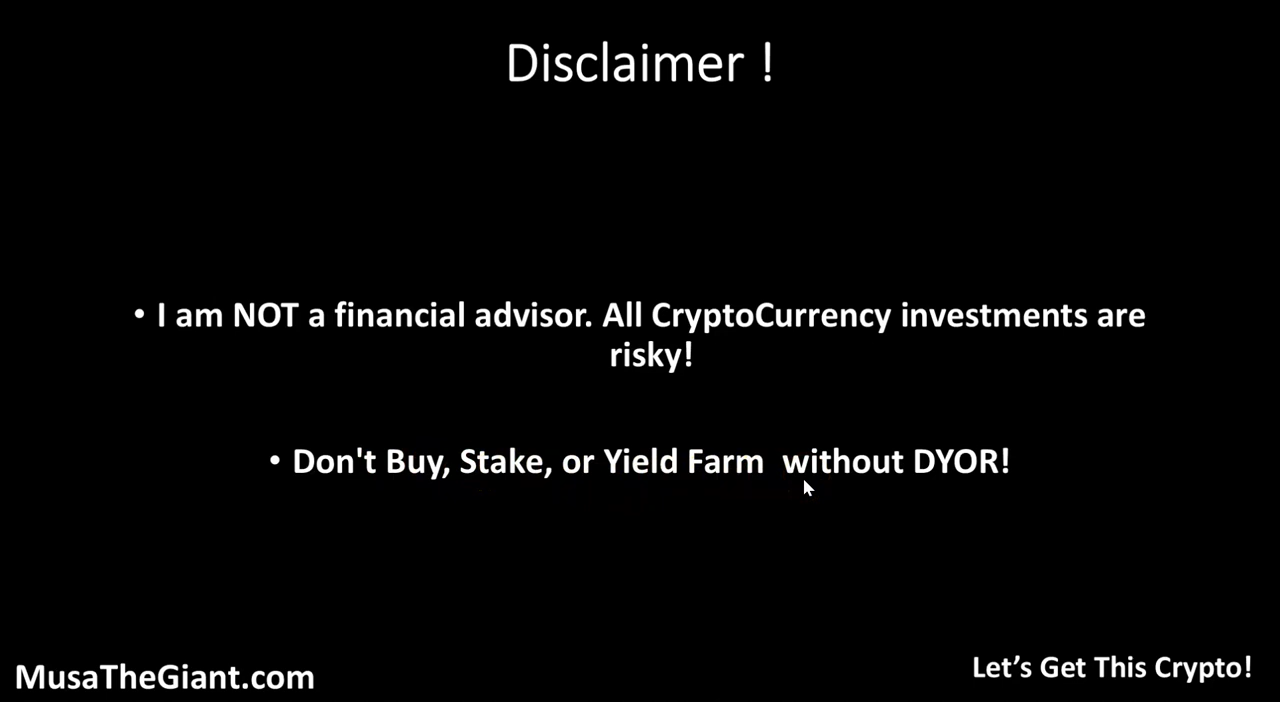 Disclaimer !
• I am NOT a financial advisor. All CryptoCurrency investments are
risky!
• Don't Buy, Stake, or Yield Farm  without DYOR!
MusaTheGiant.com
Let’s Get This Crypto!